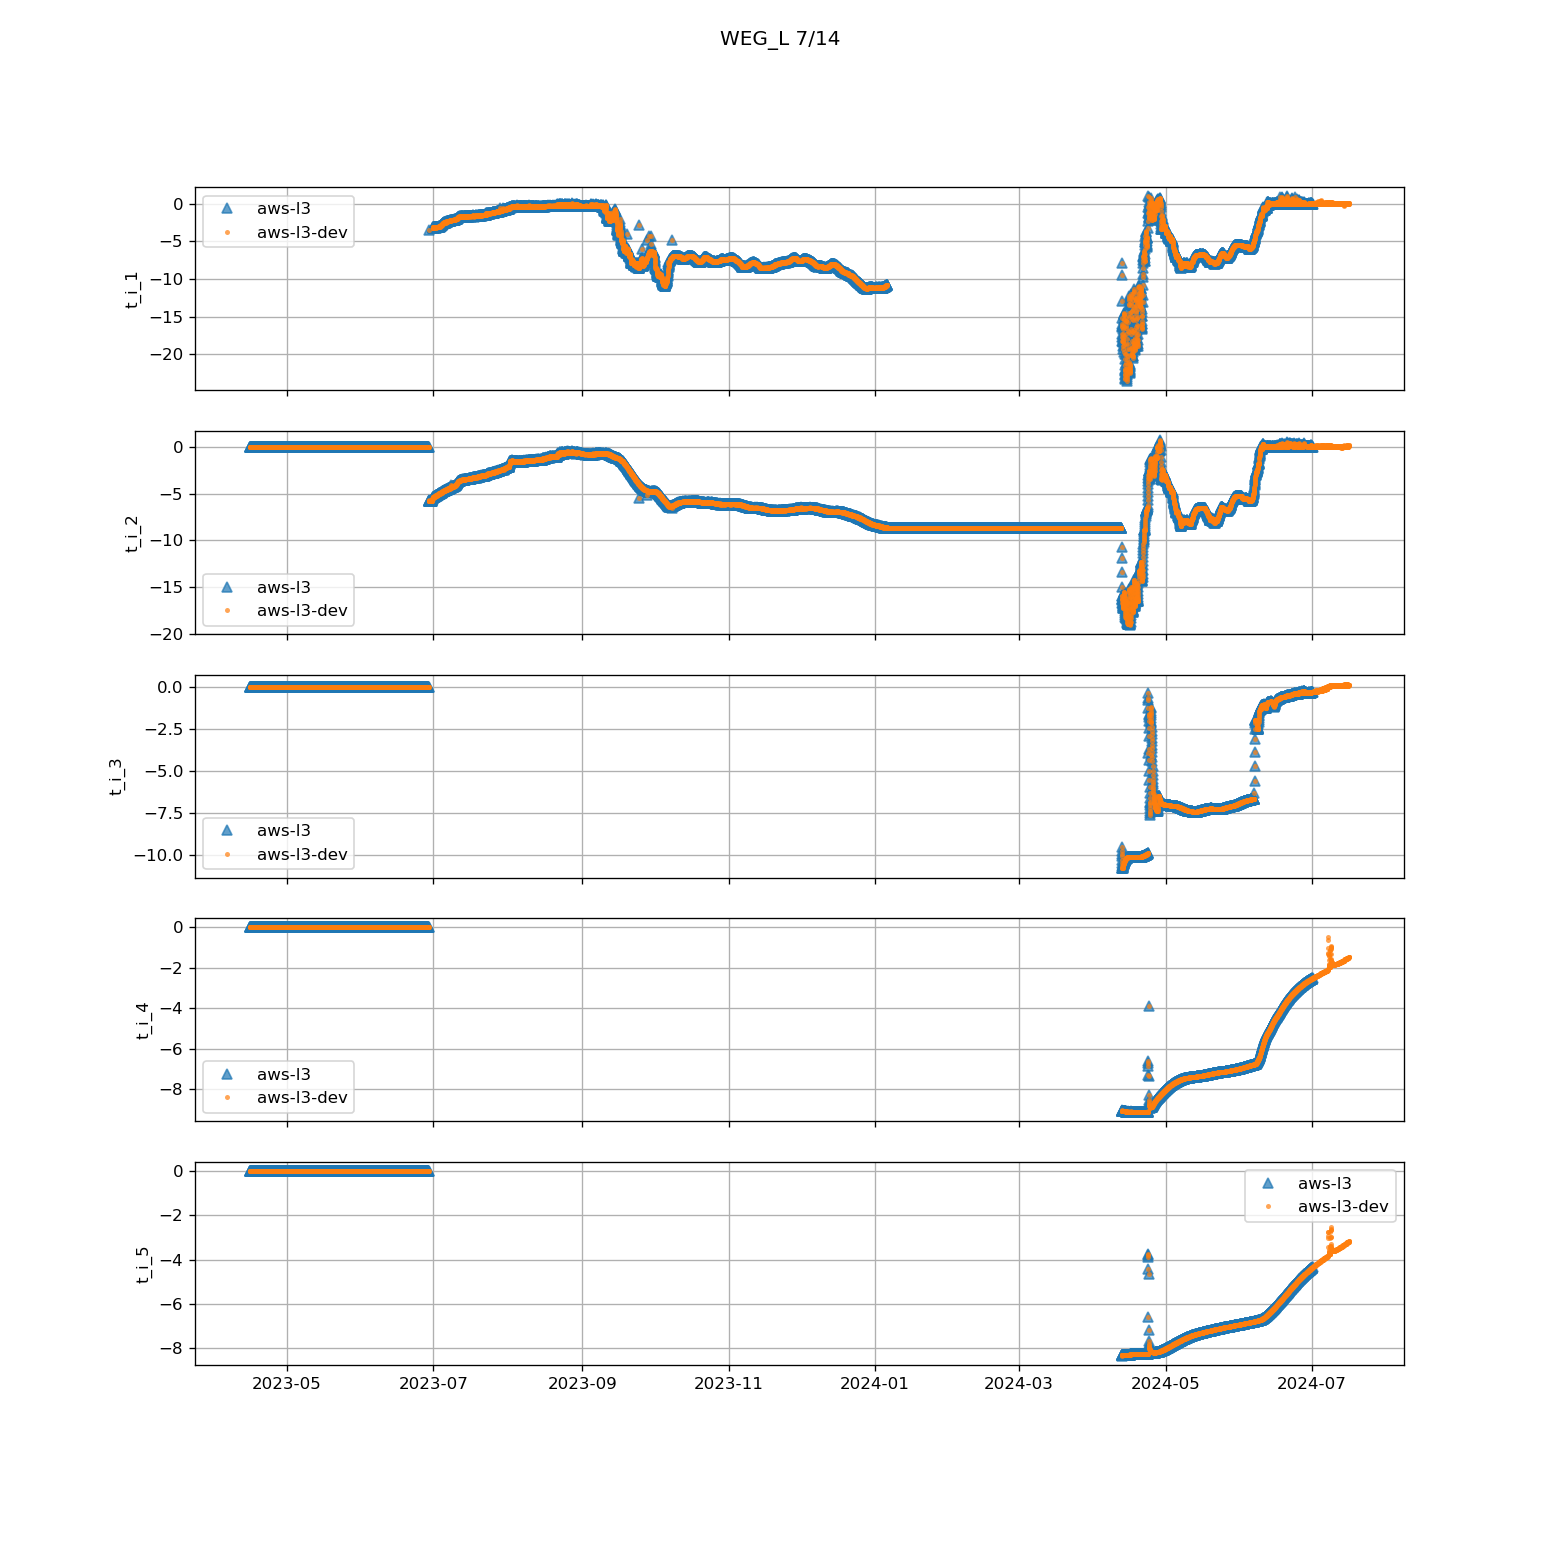 WEG_L 7/14
0
−5
−10
−15
−20
t_i_1
aws-l3
aws-l3-dev
0
−5
−10
−15
−20
t_i_2
aws-l3
aws-l3-dev
0.0
−2.5
−5.0
−7.5
−10.0
t_i_3
aws-l3
aws-l3-dev
0
−2
−4
−6
−8
t_i_4
aws-l3
aws-l3-dev
0
−2
−4
−6
−8
t_i_5
aws-l3
aws-l3-dev
2023-05 2023-07 2023-09 2023-11 2024-01 2024-03 2024-05 2024-07